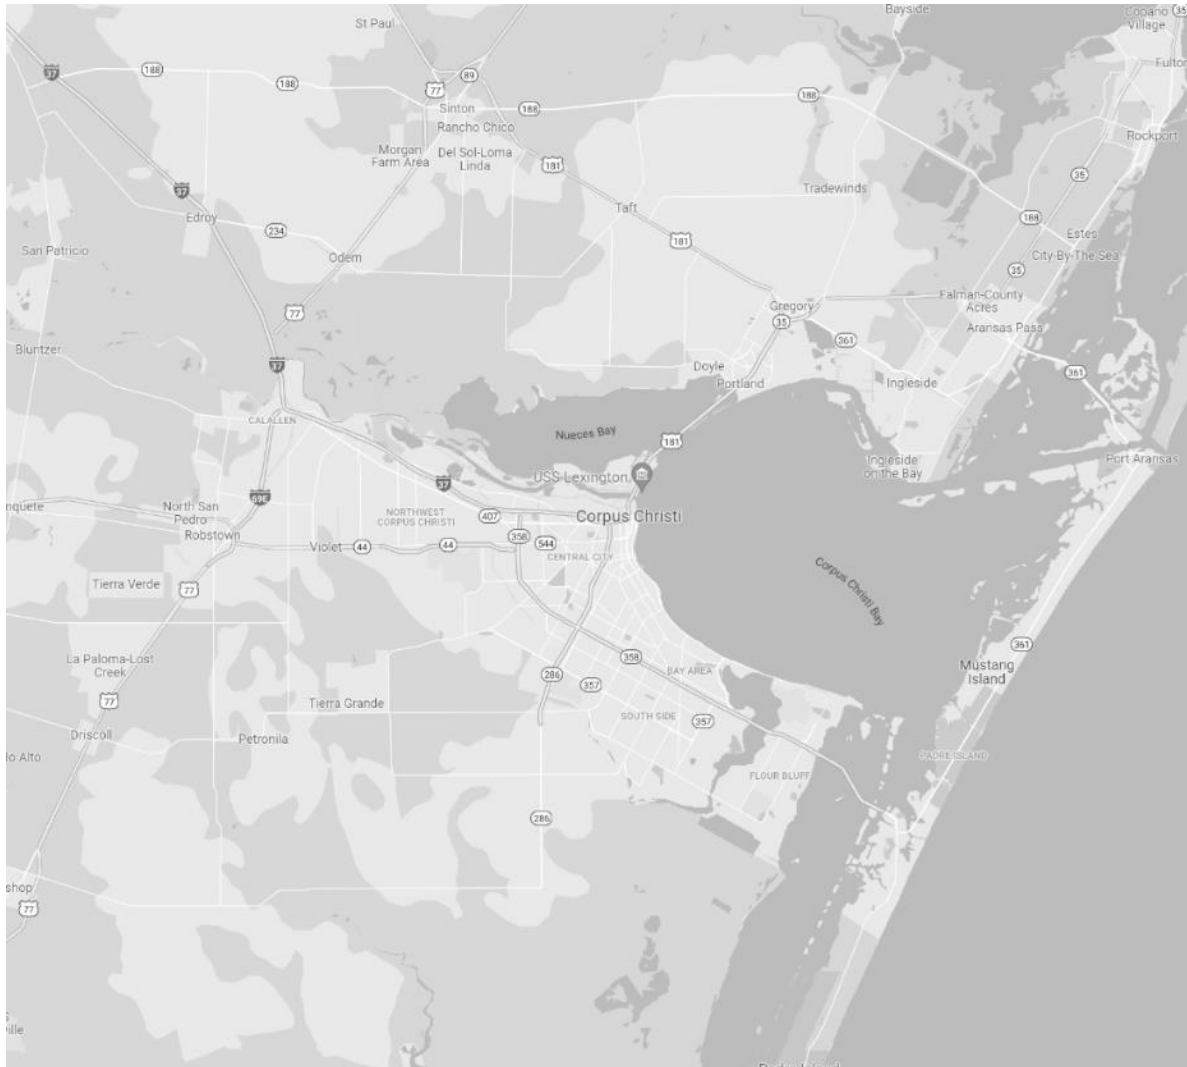 Bayside
Copano
Village
35
St Paul
Fulton
37
188
89
188
77
188
188
Sinton
Rancho Chico
Rockport
Morgan
Farm Area
Del Sol-Loma
Linda
181
35
37
Tradewinds
Edroy
Taft
188
234
181
Estes
San Patricio
Odem
City-By-The Sea
35
Falman-County
Acres
77
Gregory
35
Aransas Pass
361
Bluntzer
37
Doyle
361
Portland
Ingleside
CALALLEN
Nueces Bay
181
Ingleside
on the Bay
Port Aransas
USS Lexington
37
69E
North San
Pedro
NORTHWEST
CORPUS CHRISTI
407
Corpus Christi
Robstown
358
544
Violet
44
44
CENTRAL CITY
Corpus Christi Bay
Tierra Verde
77
361
La Paloma-Lost
Creek
358
BAY AREA
Mustang
Island
286
357
77
Tierra Grande
SOUTH SIDE
357
Driscoll
Petronila
lo Alto
PADRE ISLAND
FLOUR BLUFF
286
shop
77
ville